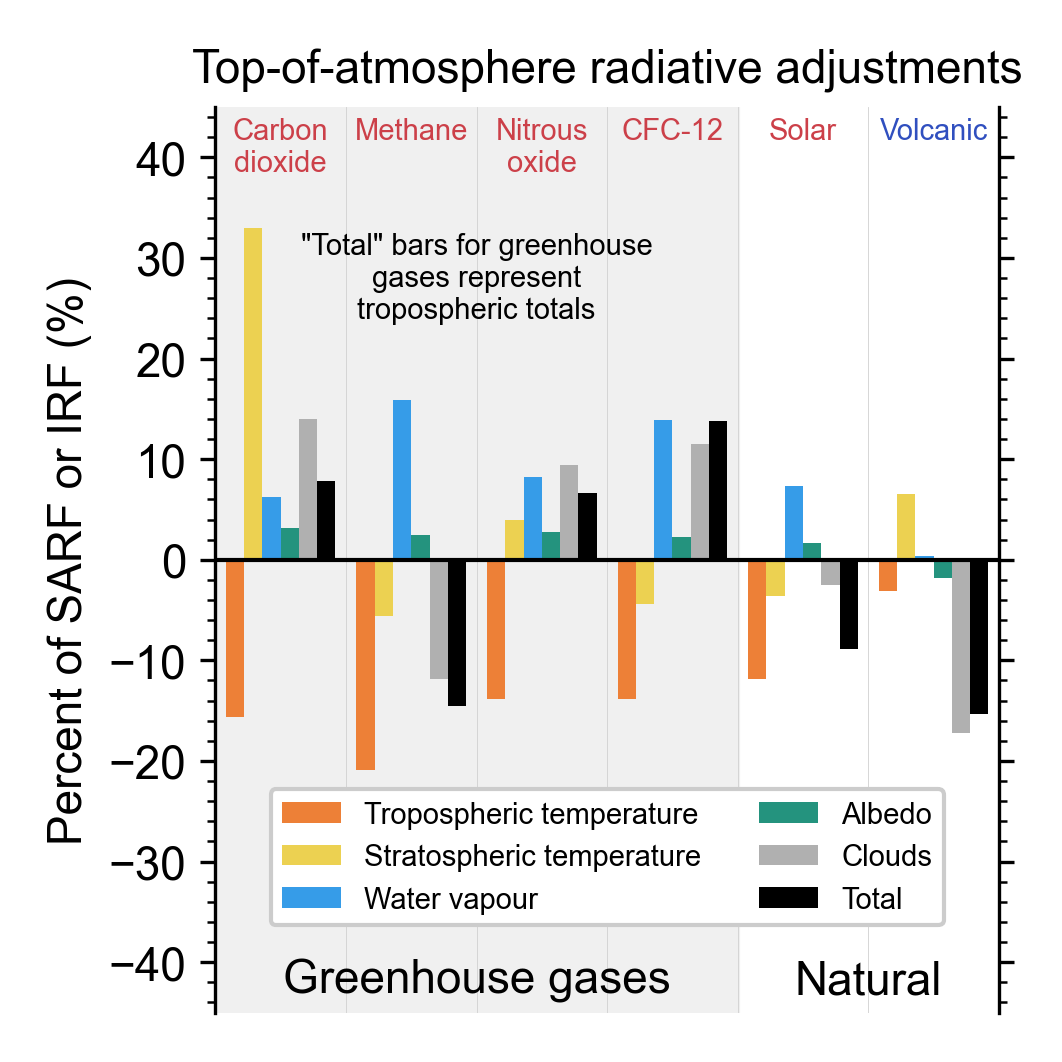 Top-of-atmosphere radiative adjustments
Carbon
dioxide
Methane
Nitrous
oxide
CFC-12
Solar
Volcanic
"Total" bars for greenhouse
gases represent
tropospheric totals
Percent of SARF or IRF (%)
40
30
20
10
0
−10
−20
−30
−40
Tropospheric temperature
Stratospheric temperature
Water vapour
Albedo
Clouds
Total
Greenhouse gases
Natural